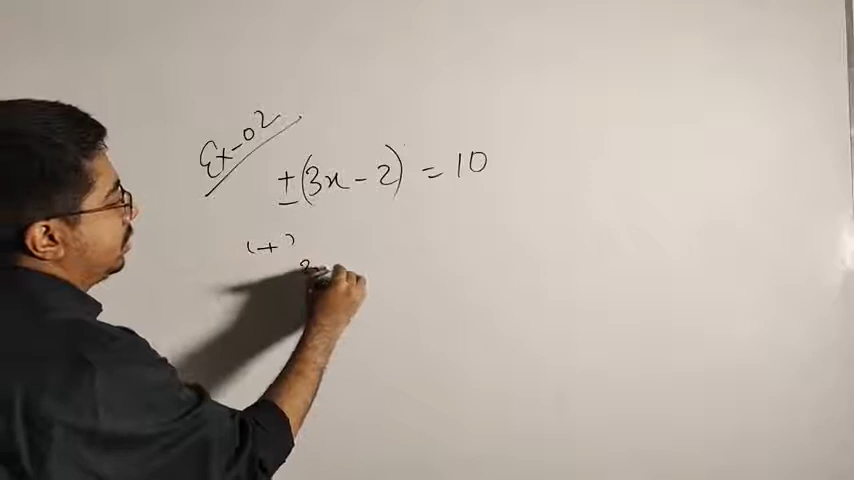 Ex-02
±(3x-2) = 10
(+)